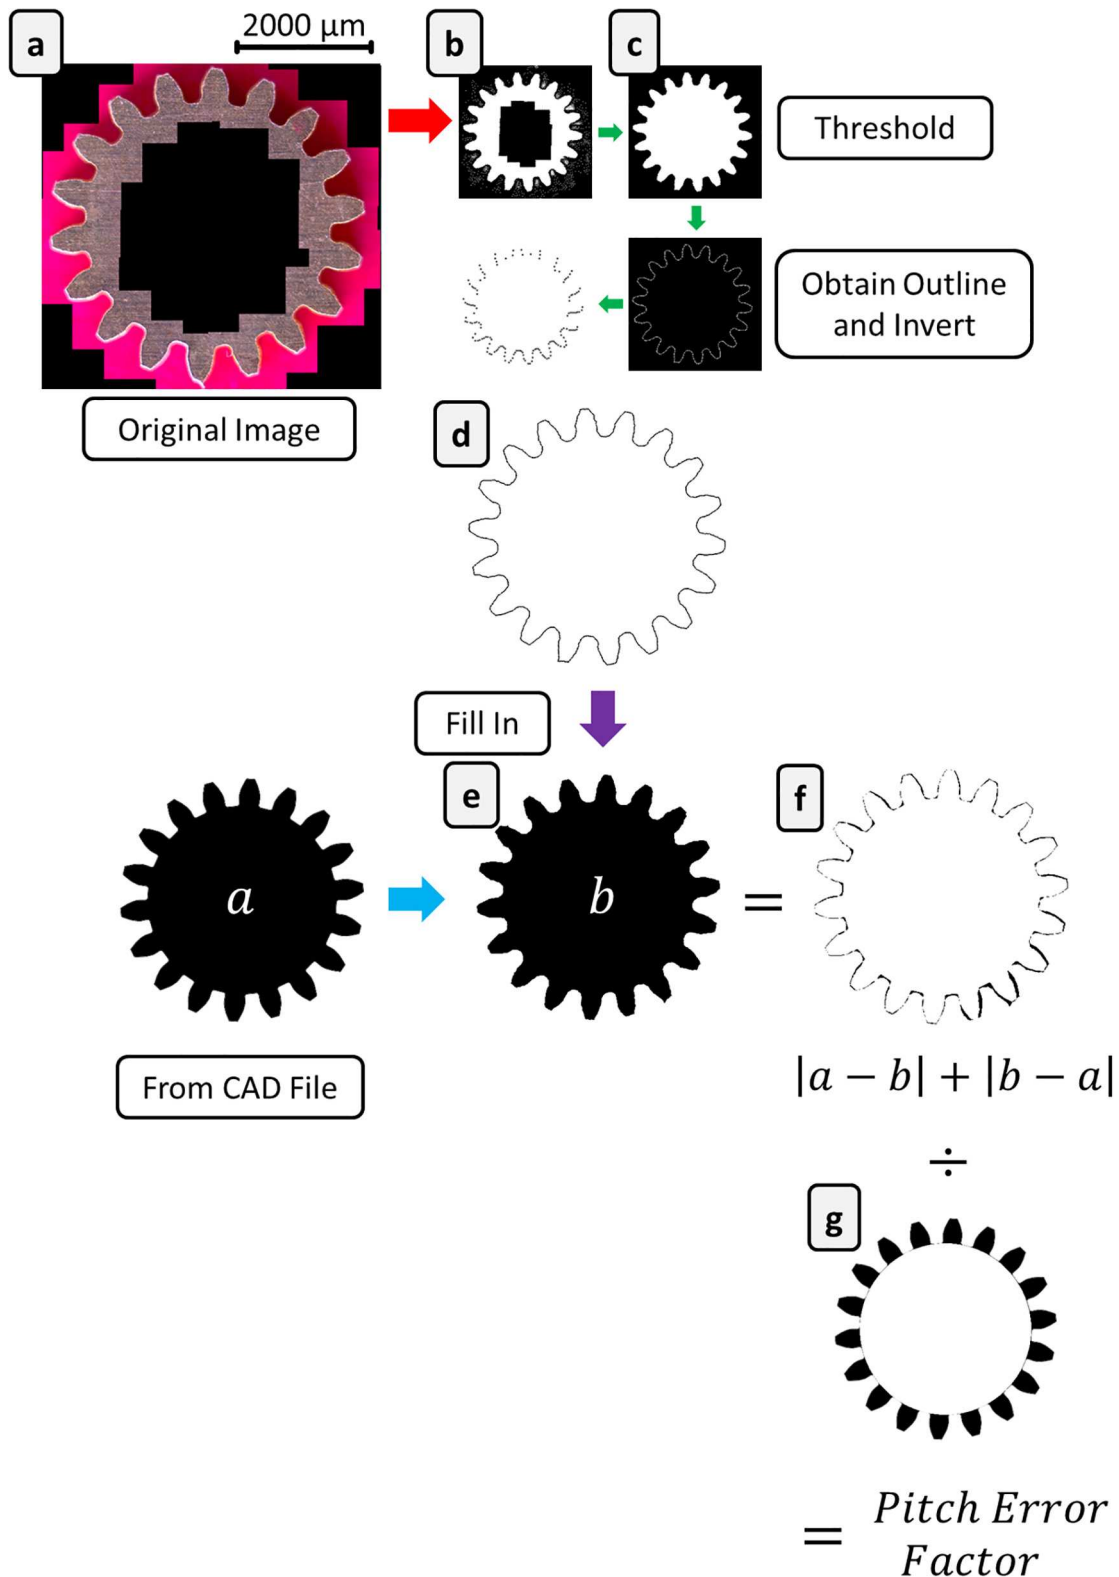 a
2000 µm
b
c
Threshold
Obtain Outline
and Invert
Original Image
d
Fill In
e
f
a
b
=
From CAD File
|a − b| + |b − a|
÷
g
= Pitch Error
Factor